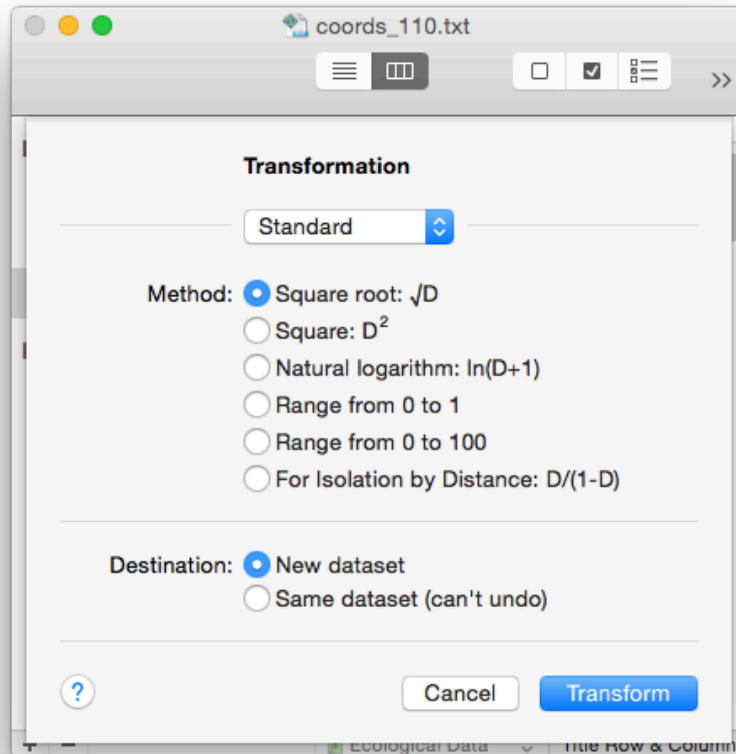 coords_110.txt
Transformation
Standard
Method: Square root: √D
Square: D²
Natural logarithm: ln(D+1)
Range from 0 to 1
Range from 0 to 100
For Isolation by Distance: D/(1-D)
Destination: New dataset
Same dataset (can't undo)
? Cancel Transform
+ − Ecological Data Title Row & Column